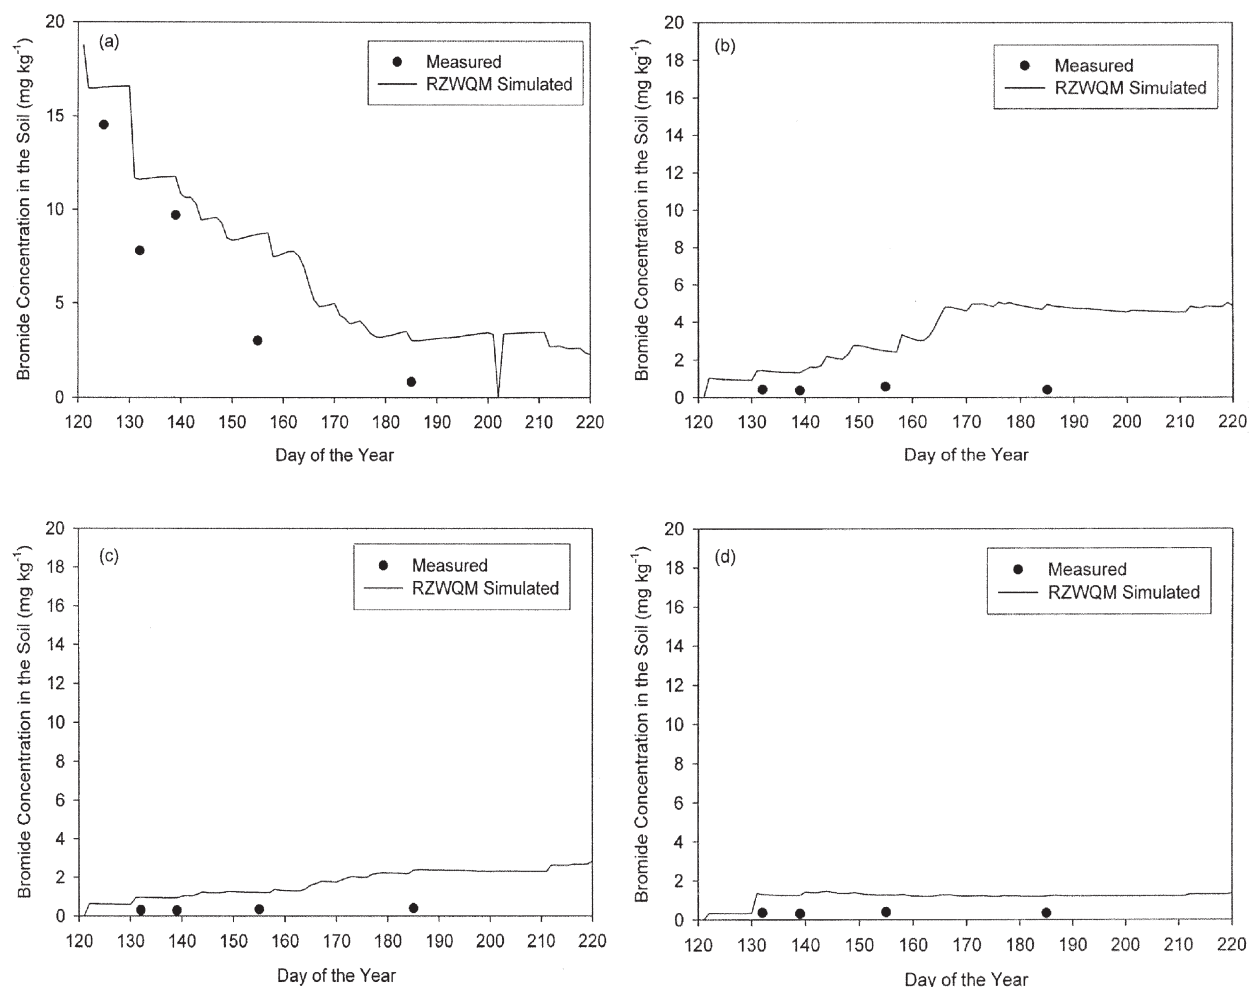 (a)
Measured
RZWQM Simulated
20
15
10
5
0
120 130 140 150 160 170 180 190 200 210 220
Bromide Concentration in the Soil (mg kg-1)
Day of the Year
(b)
Measured
RZWQM Simulated
20
18
16
14
12
10
8
6
4
2
0
120 130 140 150 160 170 180 190 200 210 220
Bromide Concentration in the Soil (mg kg-1)
Day of the Year
(c)
Measured
RZWQM Simulated
20
18
16
14
12
10
8
6
4
2
0
120 130 140 150 160 170 180 190 200 210 220
Bromide Concentration in the Soil (mg kg-1)
Day of the Year
(d)
Measured
RZWQM Simulated
20
18
16
14
12
10
8
6
4
2
0
120 130 140 150 160 170 180 190 200 210 220
Bromide Concentration in the Soil (mg kg-1)
Day of the Year